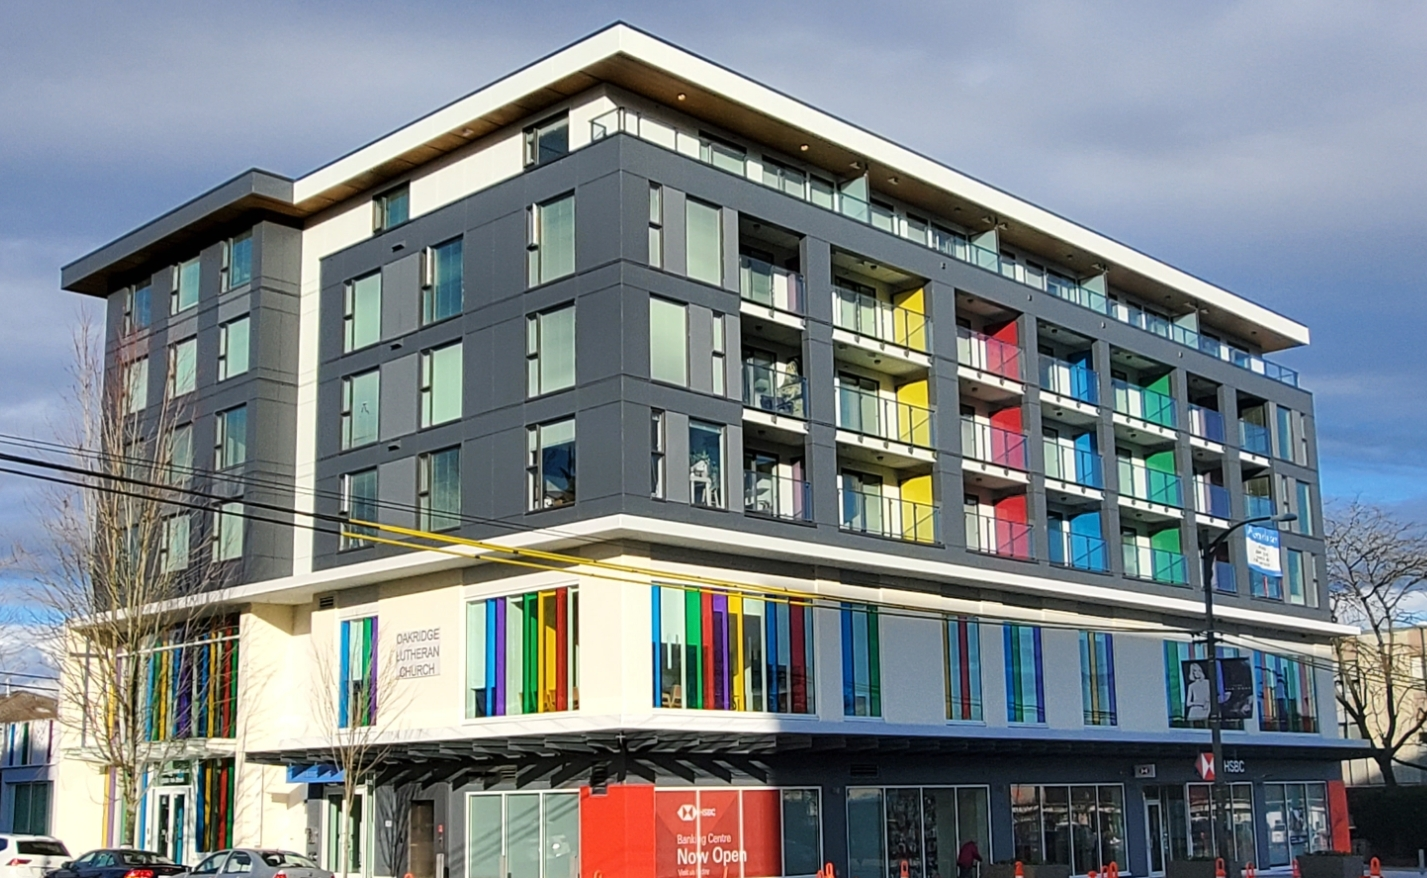 OAKRIDGE
LUTHERAN
CHURCH
HSBC
HSBC
Banking Centre
Now Open